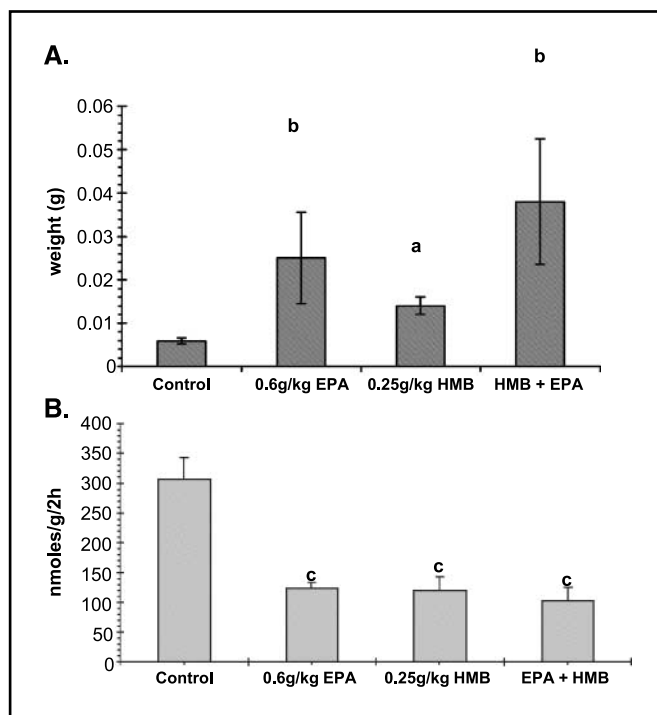 A.
b
b
a
weight (g)
0.06
0.05
0.04
0.03
0.02
0.01
0
Control 0.6g/kg EPA 0.25g/kg HMB HMB + EPA
B.
nmoles/g/2h
400
350
300
250
200
150
100
50
0
c c c
Control 0.6g/kg EPA 0.25g/kg HMB EPA + HMB